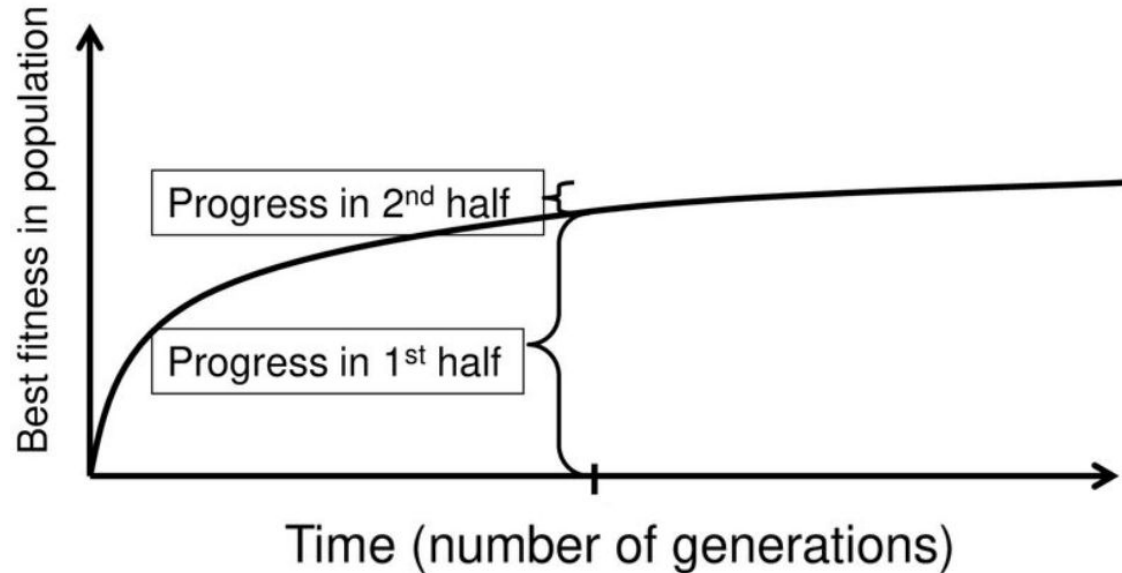 Best fitness in population
Progress in 2nd half
Progress in 1st half
Time (number of generations)